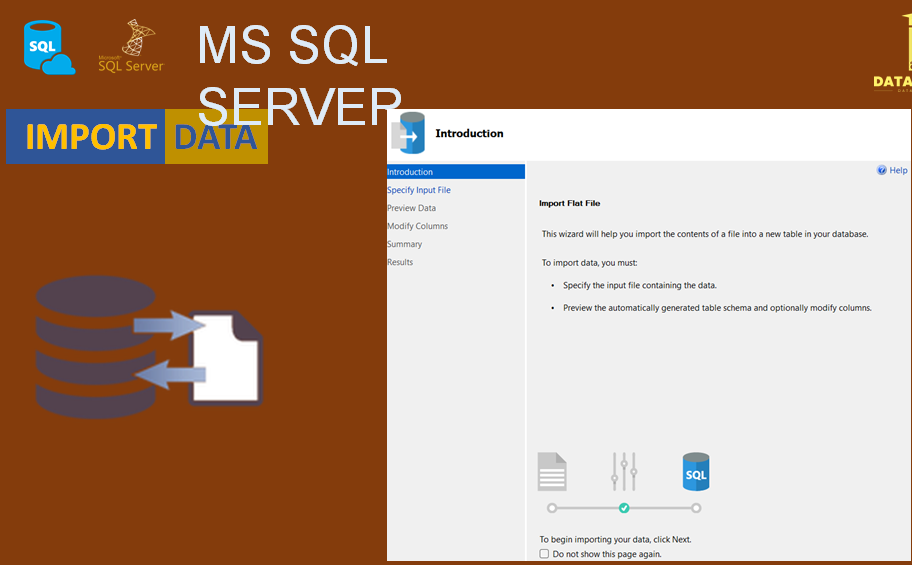 SQL
Microsoft
SQL Server
MS SQL
SERVER
DATA
IMPORT DATA
Introduction
Introduction
Help
Specify Input File
Preview Data
Modify Columns
Summary
Results
Import Flat File
This wizard will help you import the contents of a file into a new table in your database.
To import data, you must:
• Specify the input file containing the data.
• Preview the automatically generated table schema and optionally modify columns.
SQL
To begin importing your data, click Next.
Do not show this page again.